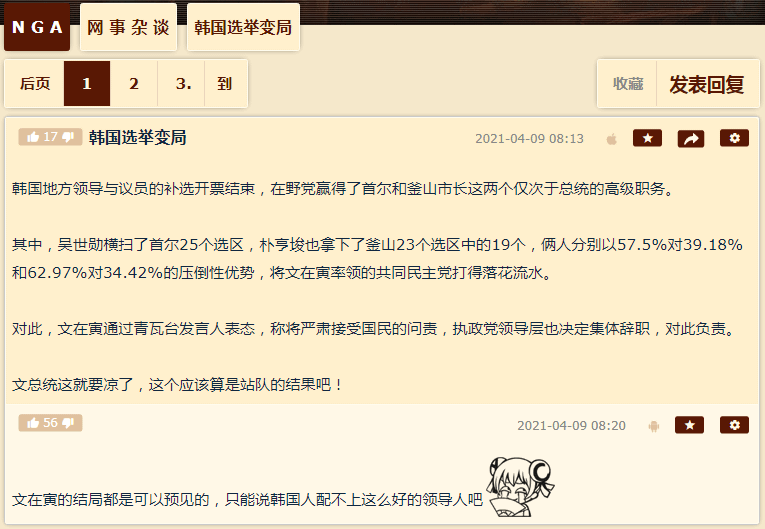 NGA 网事杂谈 韩国选举变局
后页 1 2 3. 到 收藏 发表回复
17 韩国选举变局 2021-04-09 08:13
韩国地方领导与议员的补选开票结束，在野党赢得了首尔和釜山市长这两个仅次于总统的高级职务。
其中，吴世勋横扫了首尔25个选区，朴亨埈也拿下了釜山23个选区中的19个，俩人分别以57.5%对39.18%
和62.97%对34.42%的压倒性优势，将文在寅率领的共同民主党打得落花流水。
对此，文在寅通过青瓦台发言人表态，称将严肃接受国民的问责，执政党领导层也决定集体辞职，对此负责。
文总统这就要凉了，这个应该算是站队的结果吧！
56 2021-04-09 08:20
文在寅的结局都是可以预见的，只能说韩国人配不上这么好的领导人吧